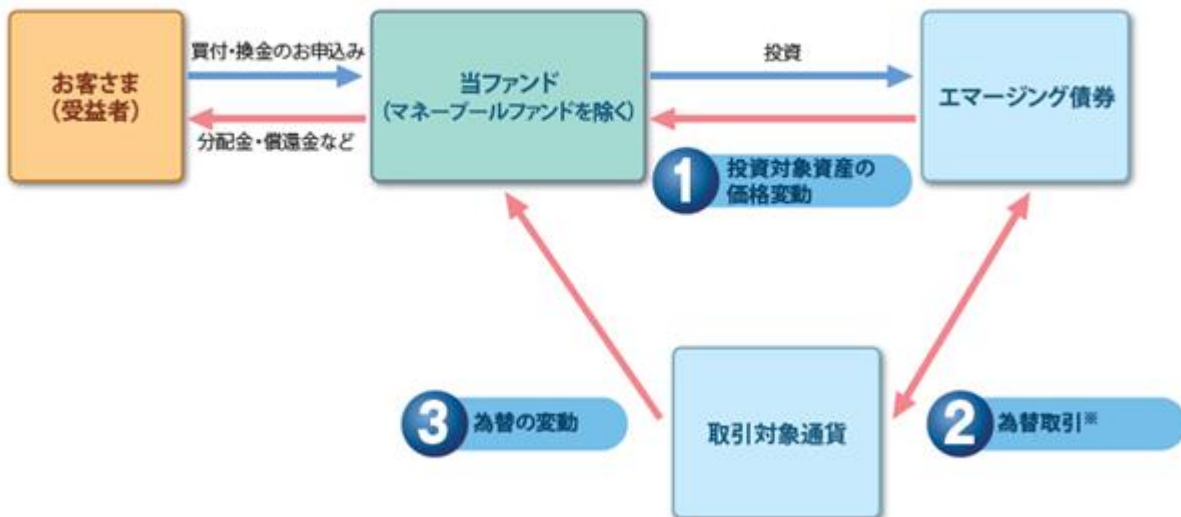 お客さま
(受益者)
買付・換金のお申込み
分配金・償還金など
当ファンド
(マネープールファンドを除く)
投資
エマージング債券
1
投資対象資産の
価格変動
3
為替の変動
取引対象通貨
2
為替取引※